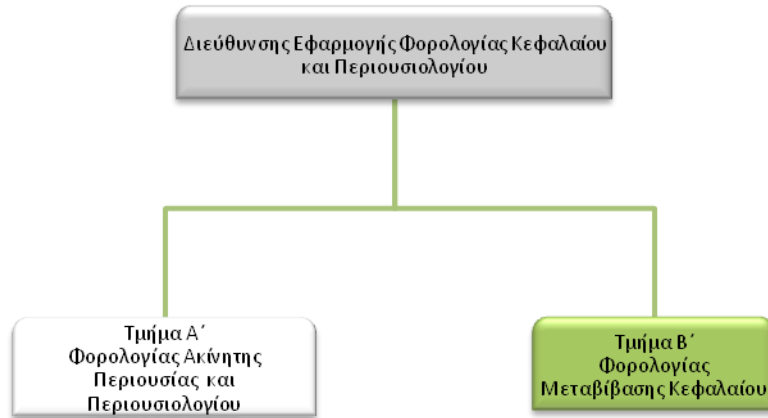 Διεύθυνσης Εφαρμογής Φορολογίας Κεφαλαίου
και Περιουσιολογίου
Τμήμα Α΄
Φορολογίας Ακίνητης
Περιουσίας και
Περιουσιολογίου
Τμήμα Β΄
Φορολογίας
Μεταβίβασης Κεφαλαίου